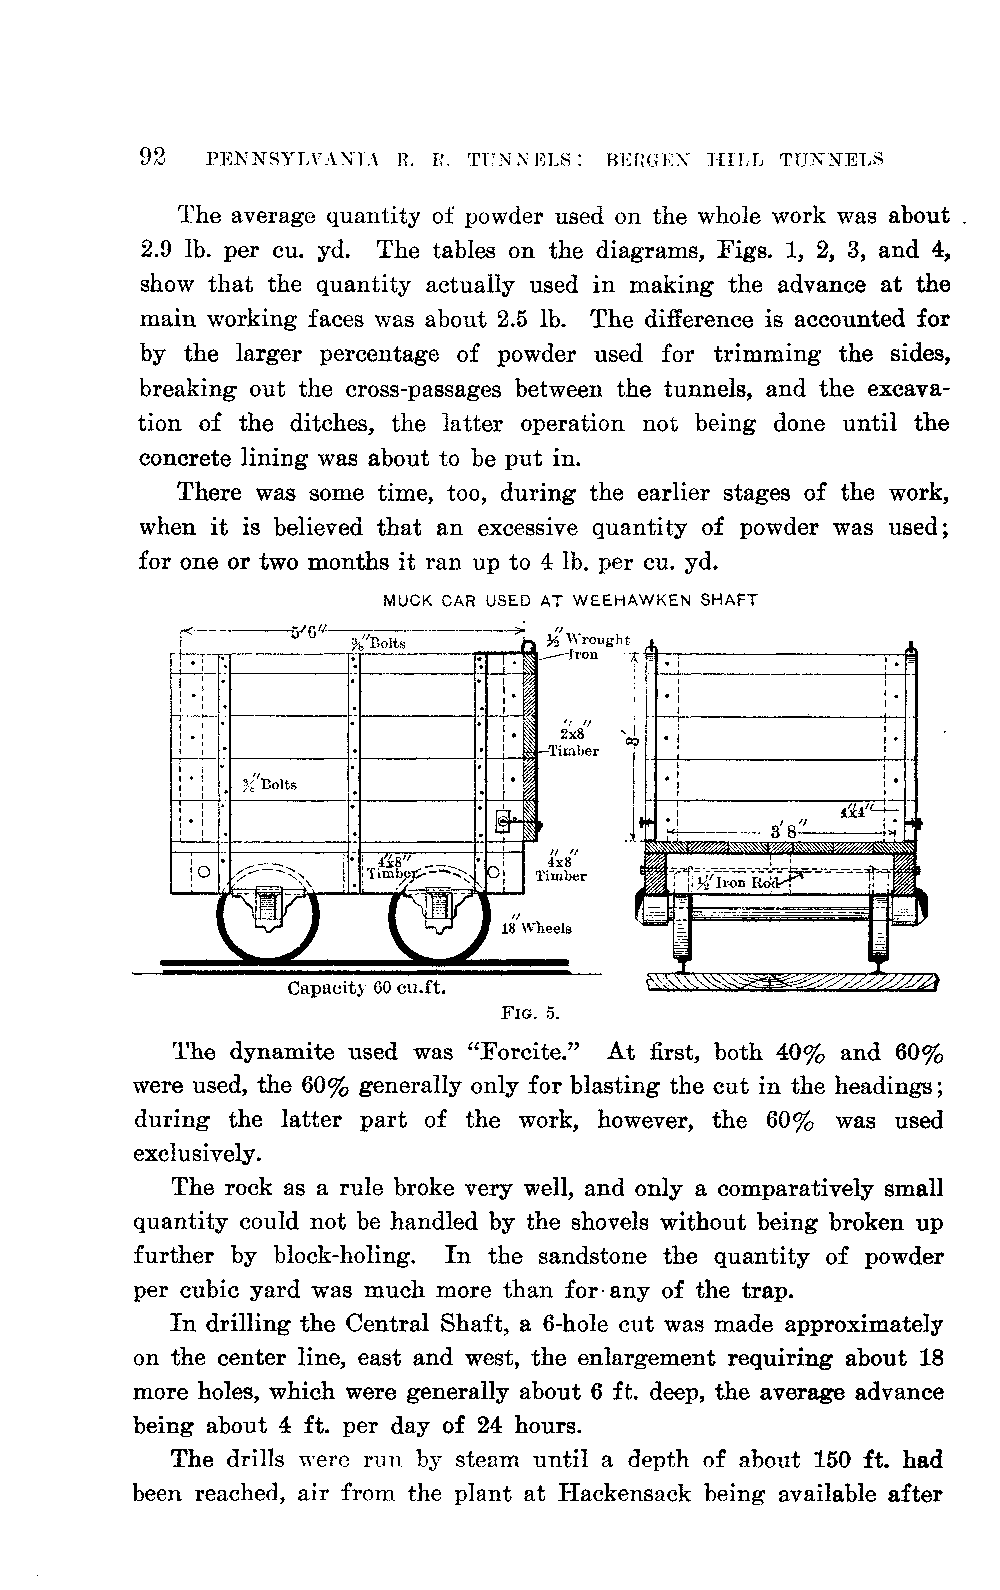 92 PENNSYLVANIA R. R. TUNNELS: BERGEN HILL TUNNELS
The average quantity of powder used on the whole work was about
2.9 lb. per cu. yd. The tables on the diagrams, Figs. 1, 2, 3, and 4,
show that the quantity actually used in making the advance at the
main working faces was about 2.5 lb. The difference is accounted for
by the larger percentage of powder used for trimming the sides,
breaking out the cross-passages between the tunnels, and the excava-
tion of the ditches, the latter operation not being done until the
concrete lining was about to be put in.
There was some time, too, during the earlier stages of the work,
when it is believed that an excessive quantity of powder was used;
for one or two months it ran up to 4 lb. per cu. yd.
MUCK CAR USED AT WEEHAWKEN SHAFT
5′6″
Bolts
½″ Wrought
Iron
2″x8″
Timber
3′
¾″ Bolts
4″x4″
3′ 8″
4″x8″
Timber
4″x8″
Timber
½″ Iron Rod
18″ Wheels
Capacity 60 cu.ft.
FIG. 5.
The dynamite used was “Forcite.” At first, both 40% and 60%
were used, the 60% generally only for blasting the cut in the headings;
during the latter part of the work, however, the 60% was used
exclusively.
The rock as a rule broke very well, and only a comparatively small
quantity could not be handled by the shovels without being broken up
further by block-holing. In the sandstone the quantity of powder
per cubic yard was much more than for any of the trap.
In drilling the Central Shaft, a 6-hole cut was made approximately
on the center line, east and west, the enlargement requiring about 18
more holes, which were generally about 6 ft. deep, the average advance
being about 4 ft. per day of 24 hours.
The drills were run by steam until a depth of about 150 ft. had
been reached, air from the plant at Hackensack being available after